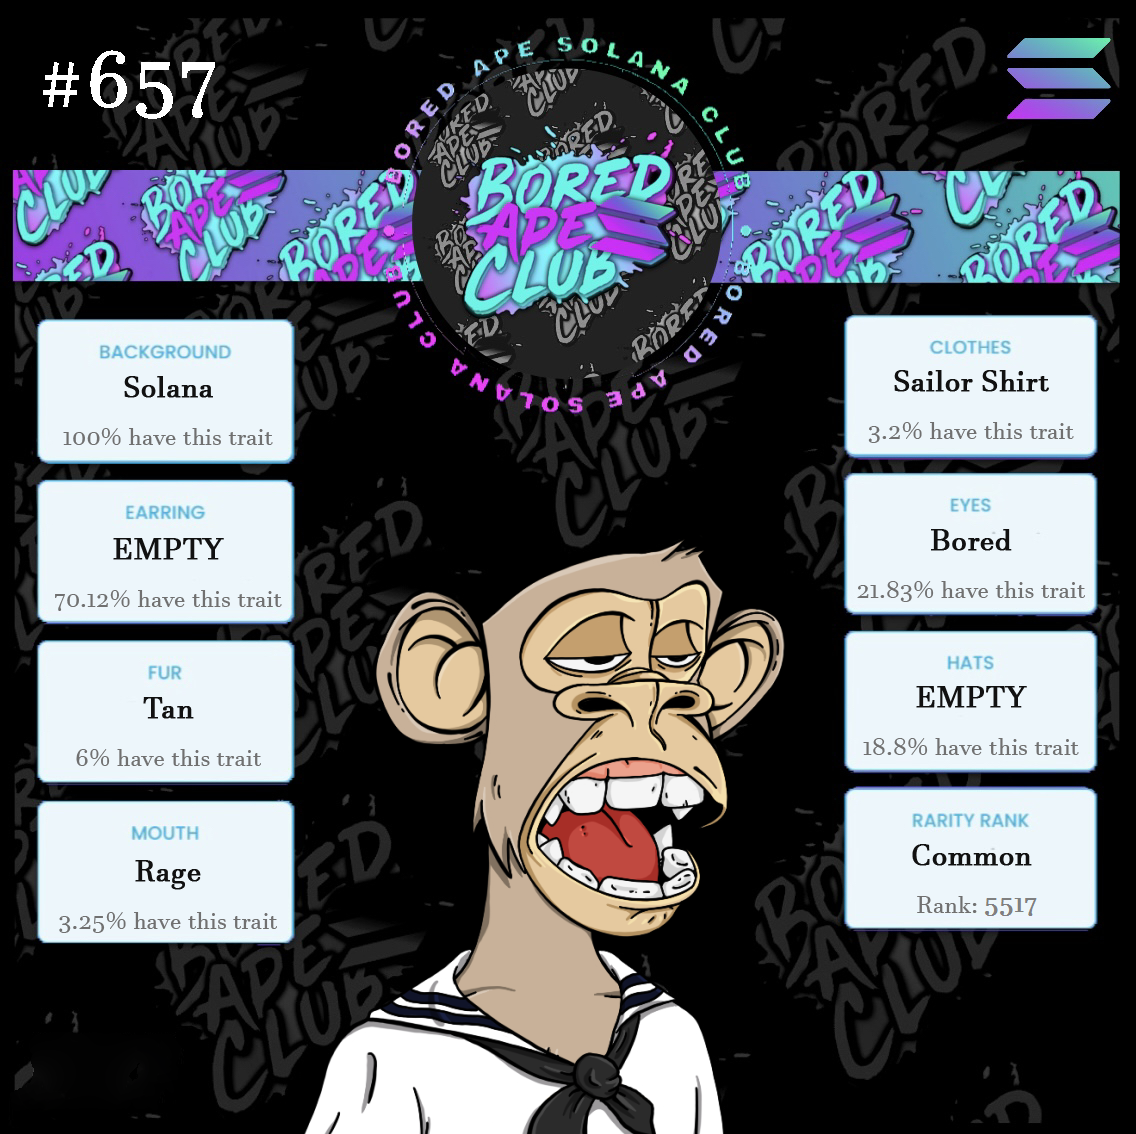 #657
BORED APE SOLANA CLUB
BORED APE SOLANA CLUB
BORED
APE
CLUB
BACKGROUND
Solana
100% have this trait
EARRING
EMPTY
70.12% have this trait
FUR
Tan
6% have this trait
MOUTH
Rage
3.25% have this trait
CLOTHES
Sailor Shirt
3.2% have this trait
EYES
Bored
21.83% have this trait
HATS
EMPTY
18.8% have this trait
RARITY RANK
Common
Rank: 5517